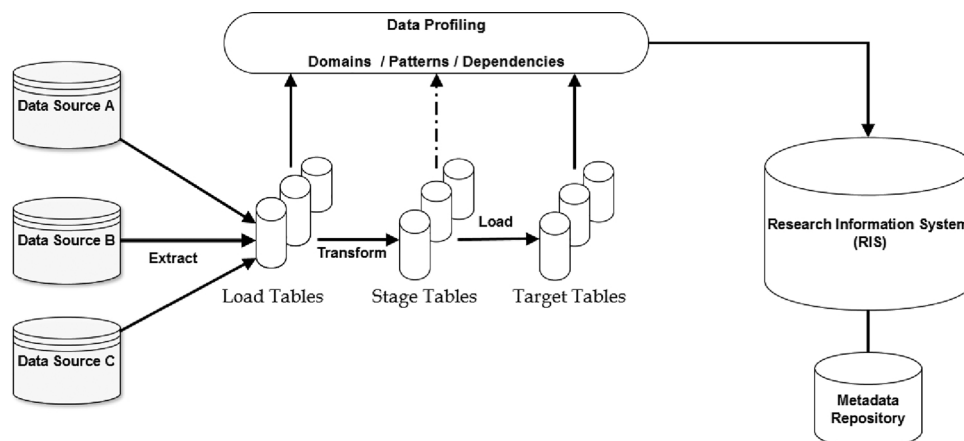 Data Profiling
Domains / Patterns / Dependencies
Data Source A
Data Source B
Data Source C
Extract
Transform
Load
Load Tables
Stage Tables
Target Tables
Research Information System
(RIS)
Metadata
Repository